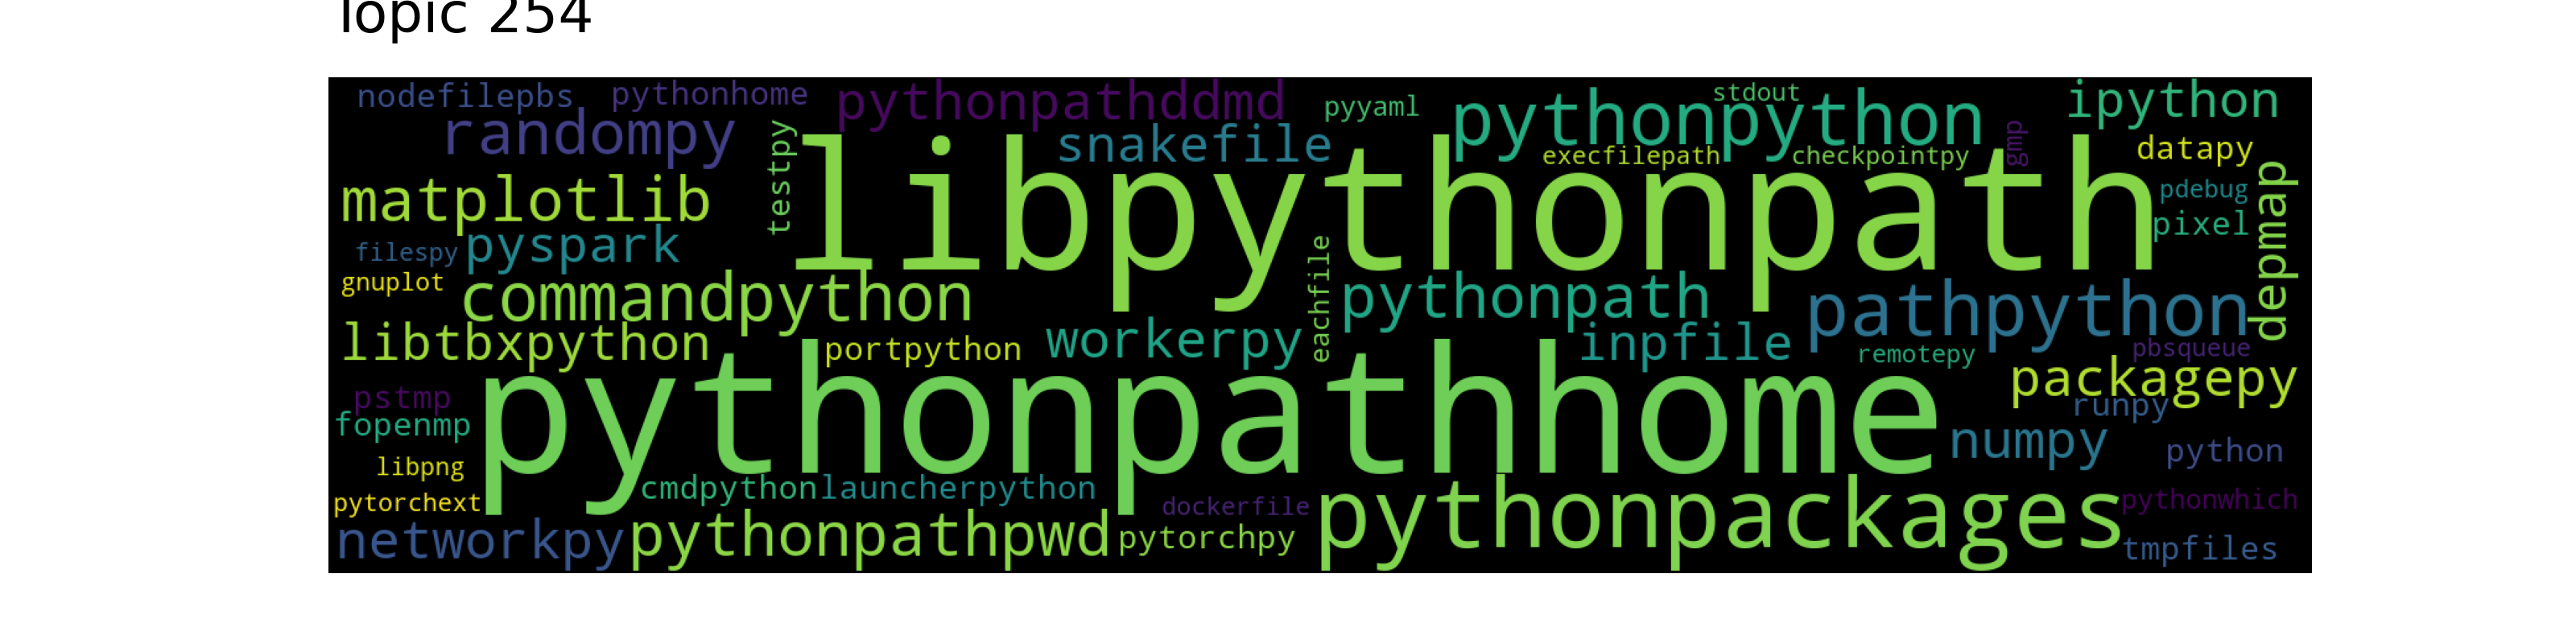 Topic 254
nodefilepbs pythonhome pythonpathddmd pyyaml pythonpython stdout ipython
randompy testpy snakefile execfilepath checkpointpy gmp datapy
matplotlib libpythonpath pdebug depmap
filespy pyspark pixel
gnuplot commandpython eachfile pythonpath pathpython
libtbxpython portpython workerpy inpfile remotepy pbsqueue
pstmp pythonpathhome packagepy
fopenmp runpy
libpng numpy python
pytorchext cmdpython launcherpython dockerfile pythonpackages pythonwhich
networkpy pythonpathpwd pytorchpy tmpfiles